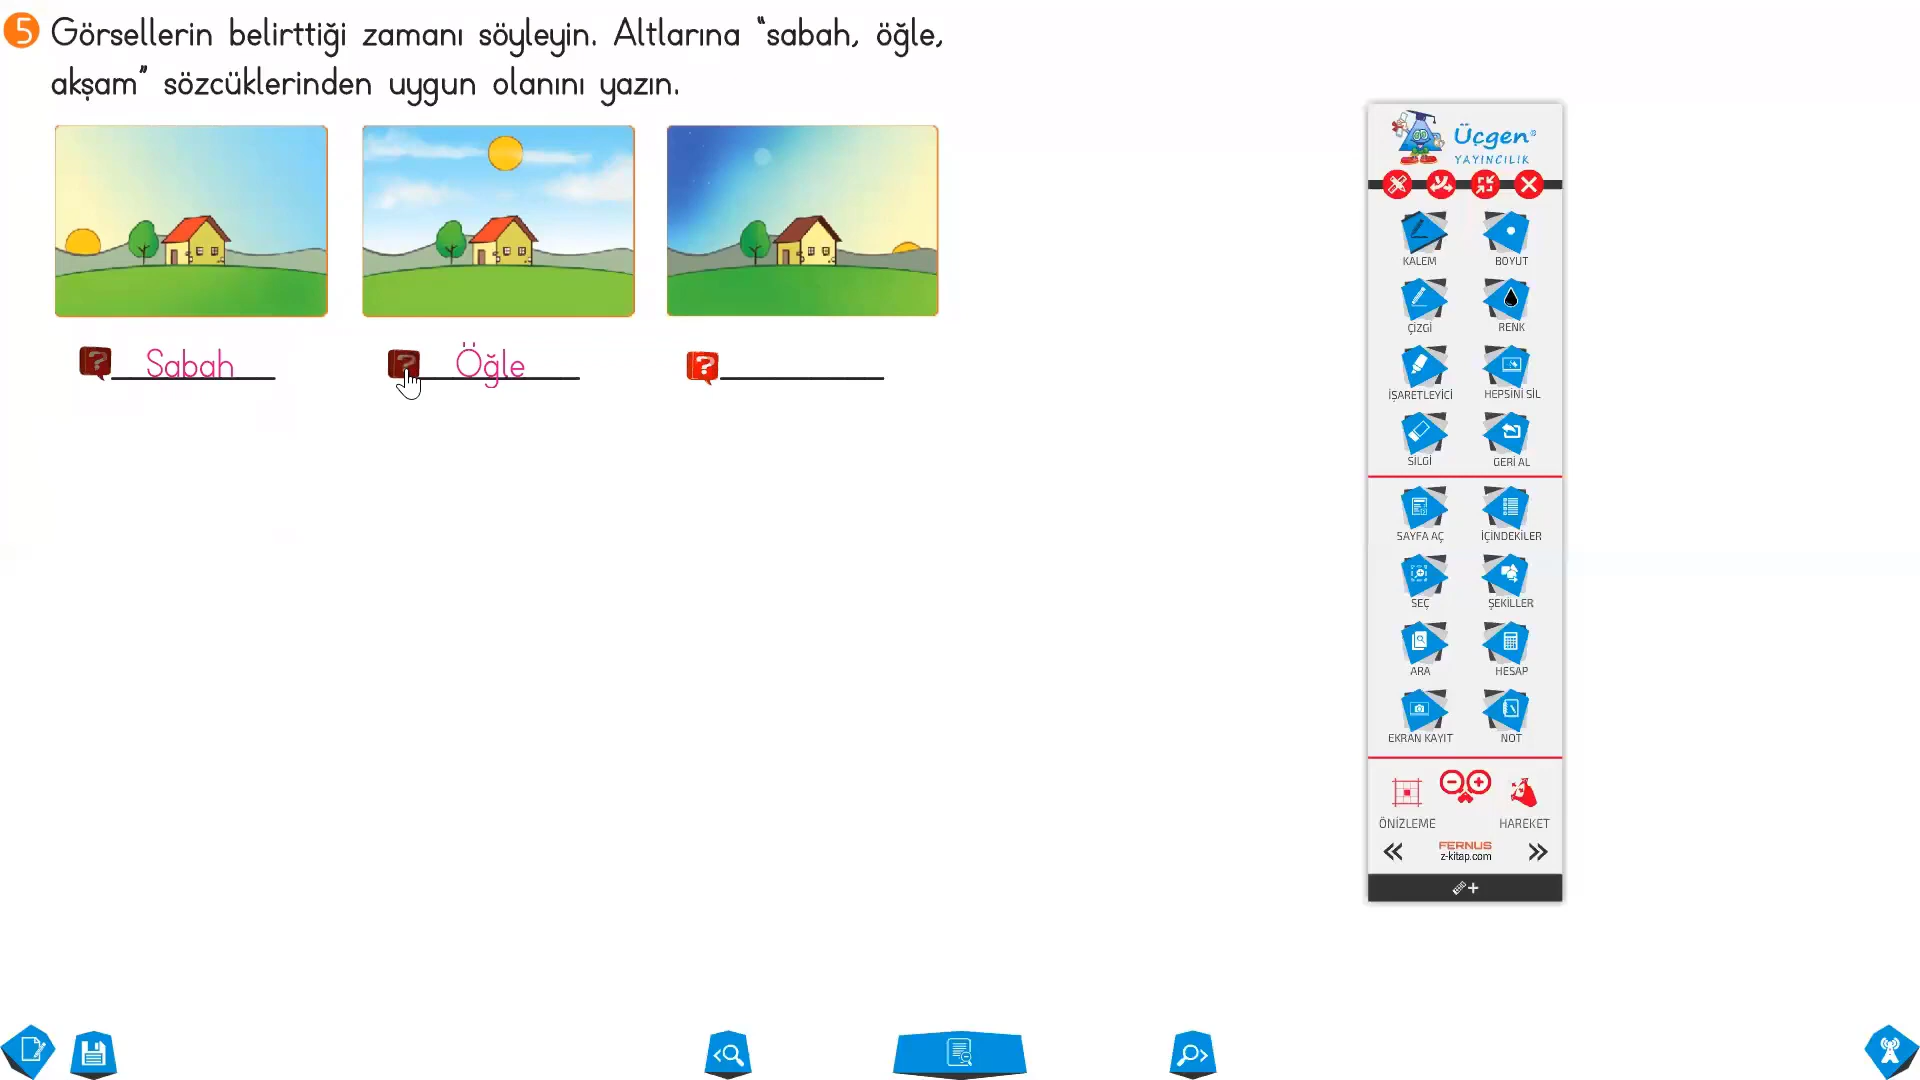 5 Görsellerin belirttiği zamanı söyleyin. Altlarına “sabah, öğle,
akşam” sözcüklerinden uygun olanını yazın.
? Sabah
? Öğle
?
Üçgen®
YAYINCILIK
KALEM BOYUT
ÇİZGİ RENK
İŞARETLEYİCİ HEPSİNİ SİL
SİLGİ GERİ AL
SAYFA AÇ İÇİNDEKİLER
SEÇ ŞEKİLLER
ARA HESAP
EKRAN KAYIT NOT
ÖNİZLEME HAREKET
FERNUS
z-kitap.com